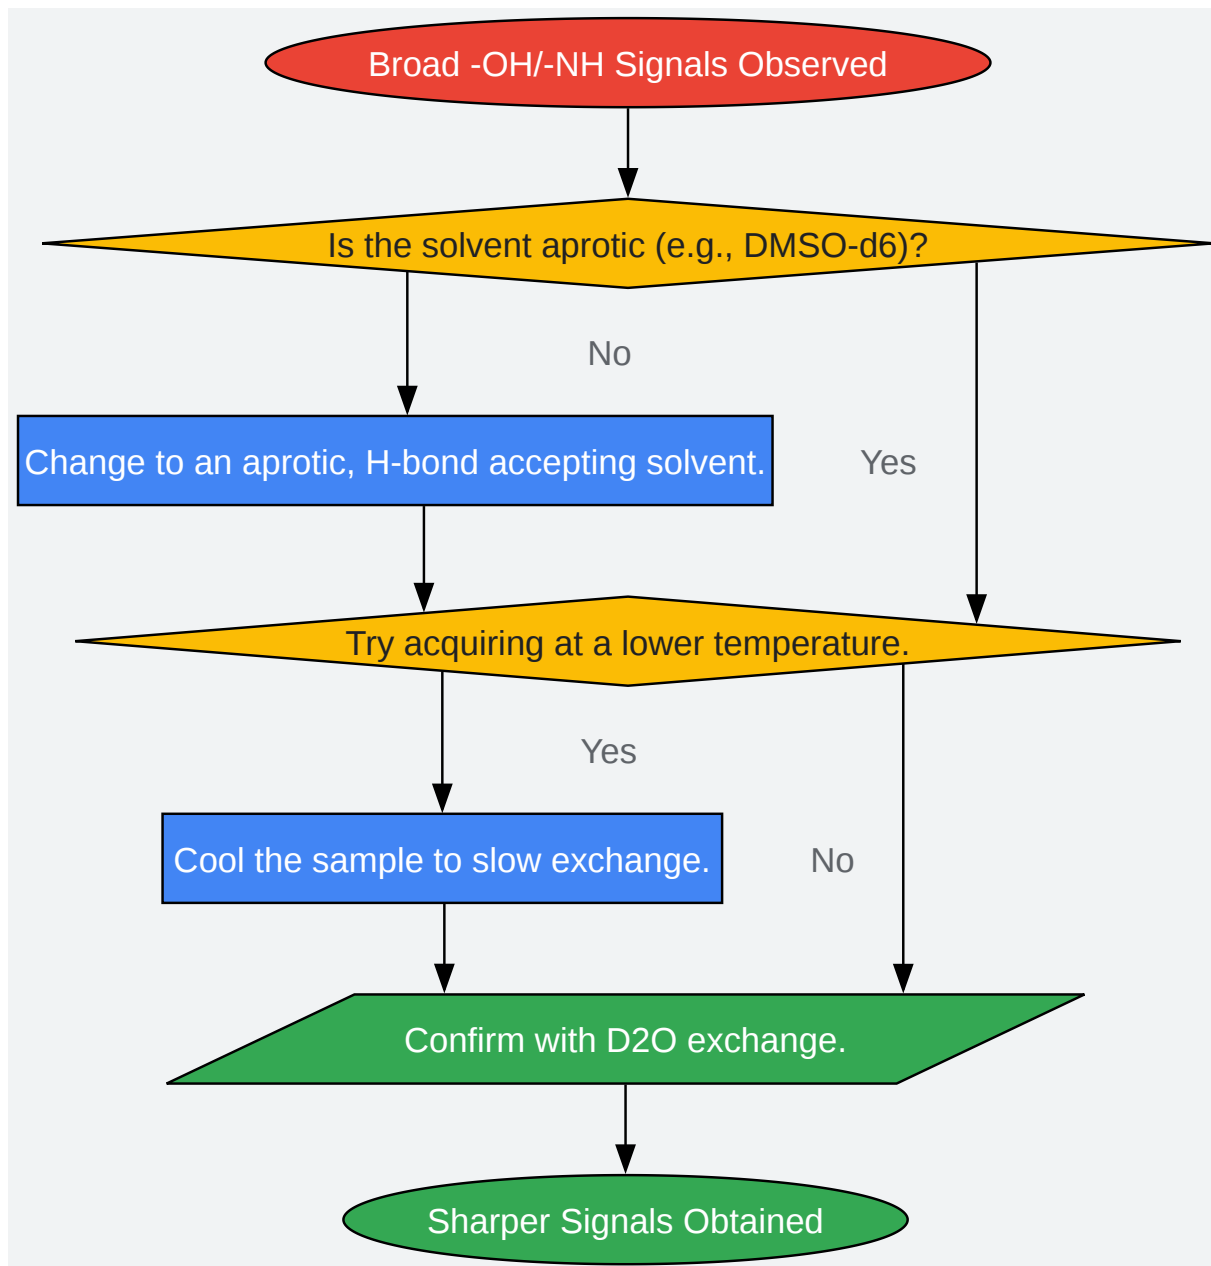 Broad -OH/-NH Signals Observed
Is the solvent aprotic (e.g., DMSO-d6)?
No
Change to an aprotic, H-bond accepting solvent.
Yes
Try acquiring at a lower temperature.
Yes
Cool the sample to slow exchange.
No
Confirm with D2O exchange.
Sharper Signals Obtained